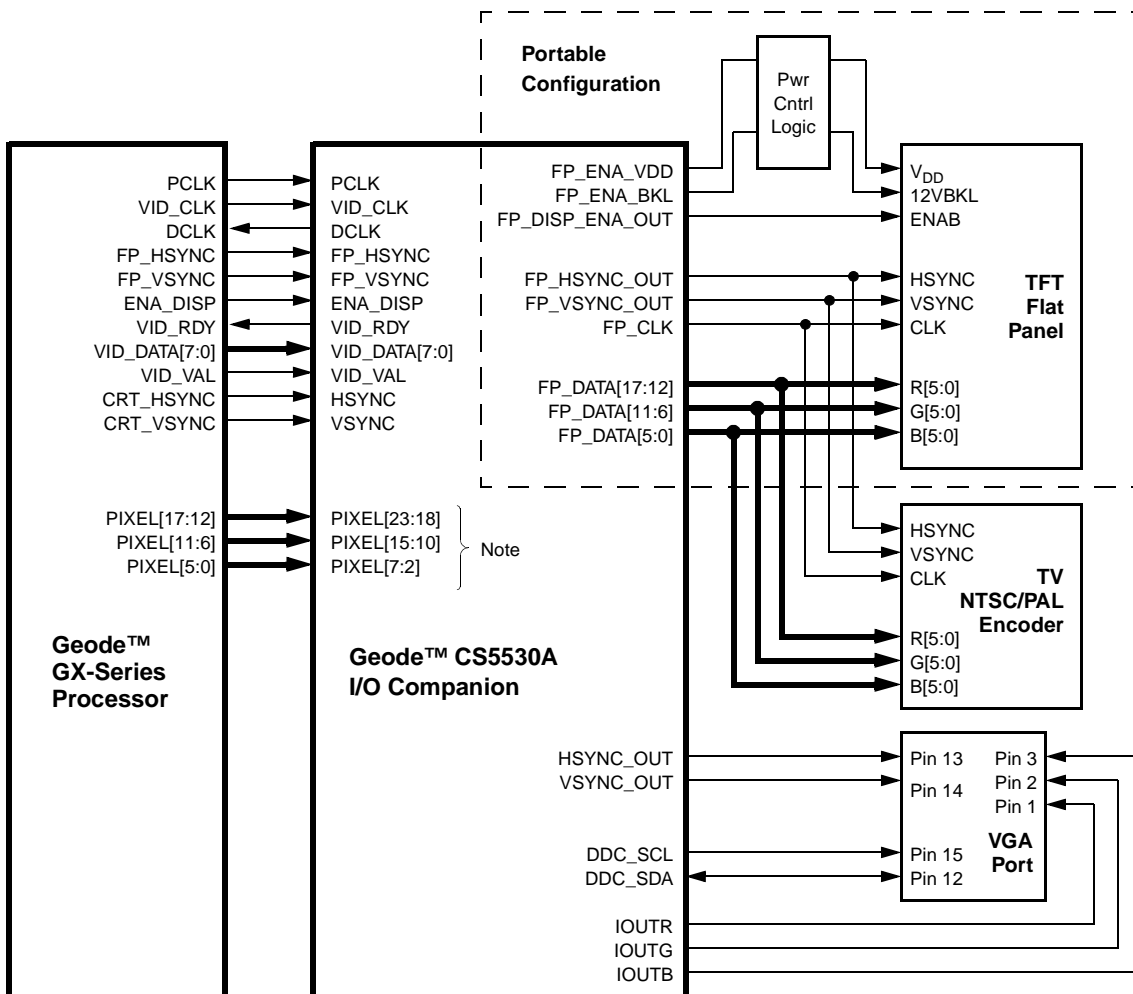 Portable
Configuration
Pwr
Cntrl
Logic
PCLK
VID_CLK
DCLK
FP_HSYNC
FP_VSYNC
ENA_DISP
VID_RDY
VID_DATA[7:0]
VID_VAL
CRT_HSYNC
CRT_VSYNC
PIXEL[17:12]
PIXEL[11:6]
PIXEL[5:0]
Geode™
GX-Series
Processor
PCLK
VID_CLK
DCLK
FP_HSYNC
FP_VSYNC
ENA_DISP
VID_RDY
VID_DATA[7:0]
VID_VAL
HSYNC
VSYNC
PIXEL[23:18]
PIXEL[15:10]
PIXEL[7:2]
Note
Geode™ CS5530A
I/O Companion
FP_ENA_VDD
FP_ENA_BKL
FP_DISP_ENA_OUT
FP_HSYNC_OUT
FP_VSYNC_OUT
FP_CLK
FP_DATA[17:12]
FP_DATA[11:6]
FP_DATA[5:0]
HSYNC_OUT
VSYNC_OUT
DDC_SCL
DDC_SDA
IOUTR
IOUTG
IOUTB
VDD
12VBKL
ENAB
HSYNC
VSYNC
CLK
R[5:0]
G[5:0]
B[5:0]
TFT
Flat
Panel
HSYNC
VSYNC
CLK
R[5:0]
G[5:0]
B[5:0]
TV
NTSC/PAL
Encoder
Pin 13
Pin 14
Pin 15
Pin 12
Pin 3
Pin 2
Pin 1
VGA
Port